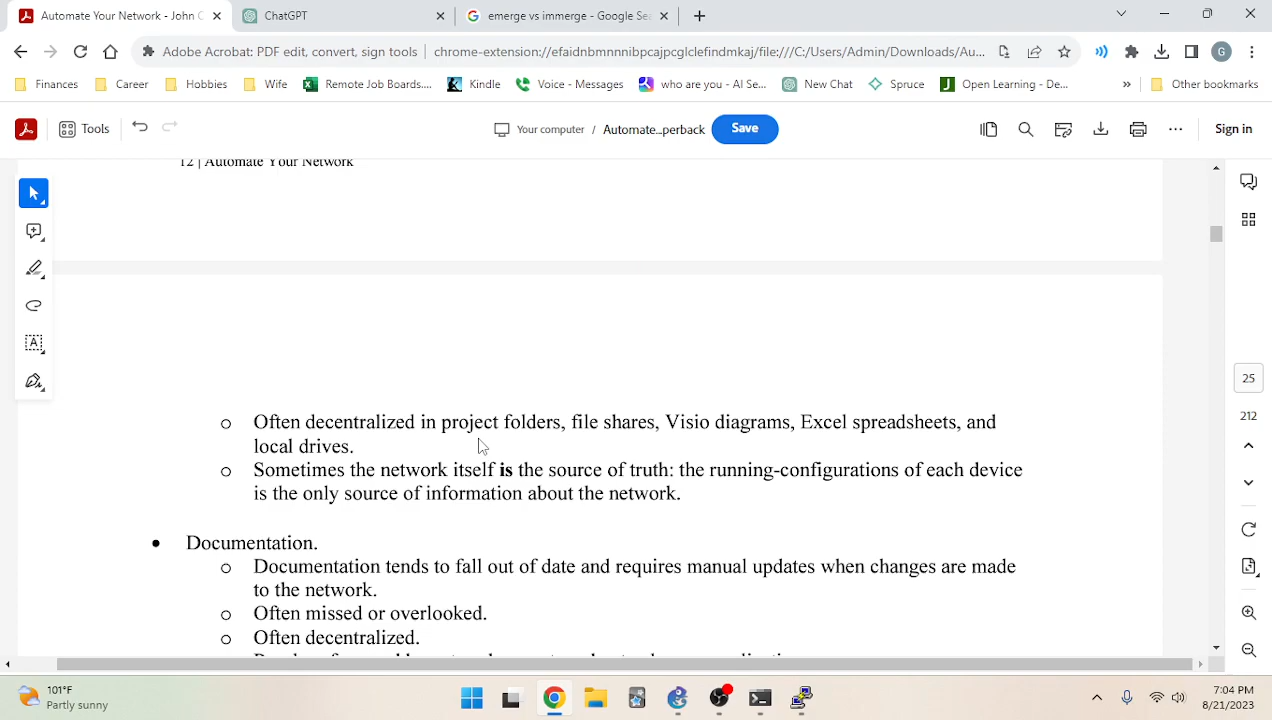 Automate Your Network - John C
ChatGPT
emerge vs immerge - Google Sea
Adobe Acrobat: PDF edit, convert, sign tools
chrome-extension://efaidnbmnnnibpcajpcglclefindmkaj/file:///C:/Users/Admin/Downloads/Au...
G
Finances
Career
Hobbies
Wife
Remote Job Boards....
Kindle
Voice - Messages
who are you - AI Se...
New Chat
Spruce
Open Learning - De...
»
Other bookmarks
Tools
Your computer / Automate...perback
Save
Sign in
12 | Automate Your Network
A
25
212
o Often decentralized in project folders, file shares, Visio diagrams, Excel spreadsheets, and
local drives.
o Sometimes the network itself is the source of truth: the running-configurations of each device
is the only source of information about the network.
• Documentation.
o Documentation tends to fall out of date and requires manual updates when changes are made
to the network.
o Often missed or overlooked.
o Often decentralized.
101°F
Partly sunny
7:04 PM
8/21/2023